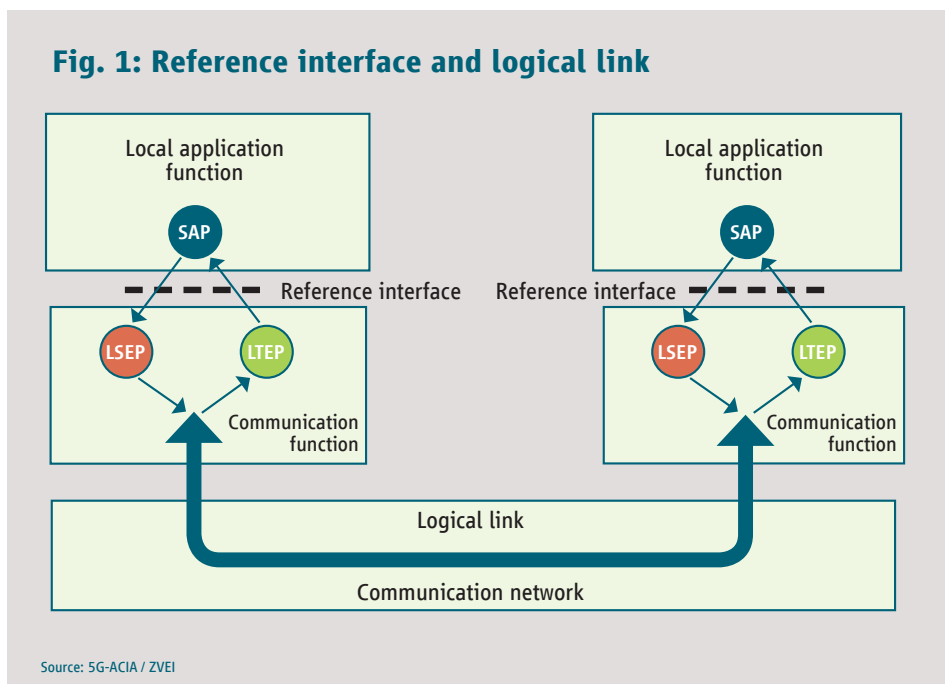 Fig. 1: Reference interface and logical link
Local application
function
SAP
Local application
function
SAP
Reference interface
Reference interface
LSEP
LTEP
Communication
function
LSEP
LTEP
Communication
function
Logical link
Communication network
Source: 5G-ACIA / ZVEI